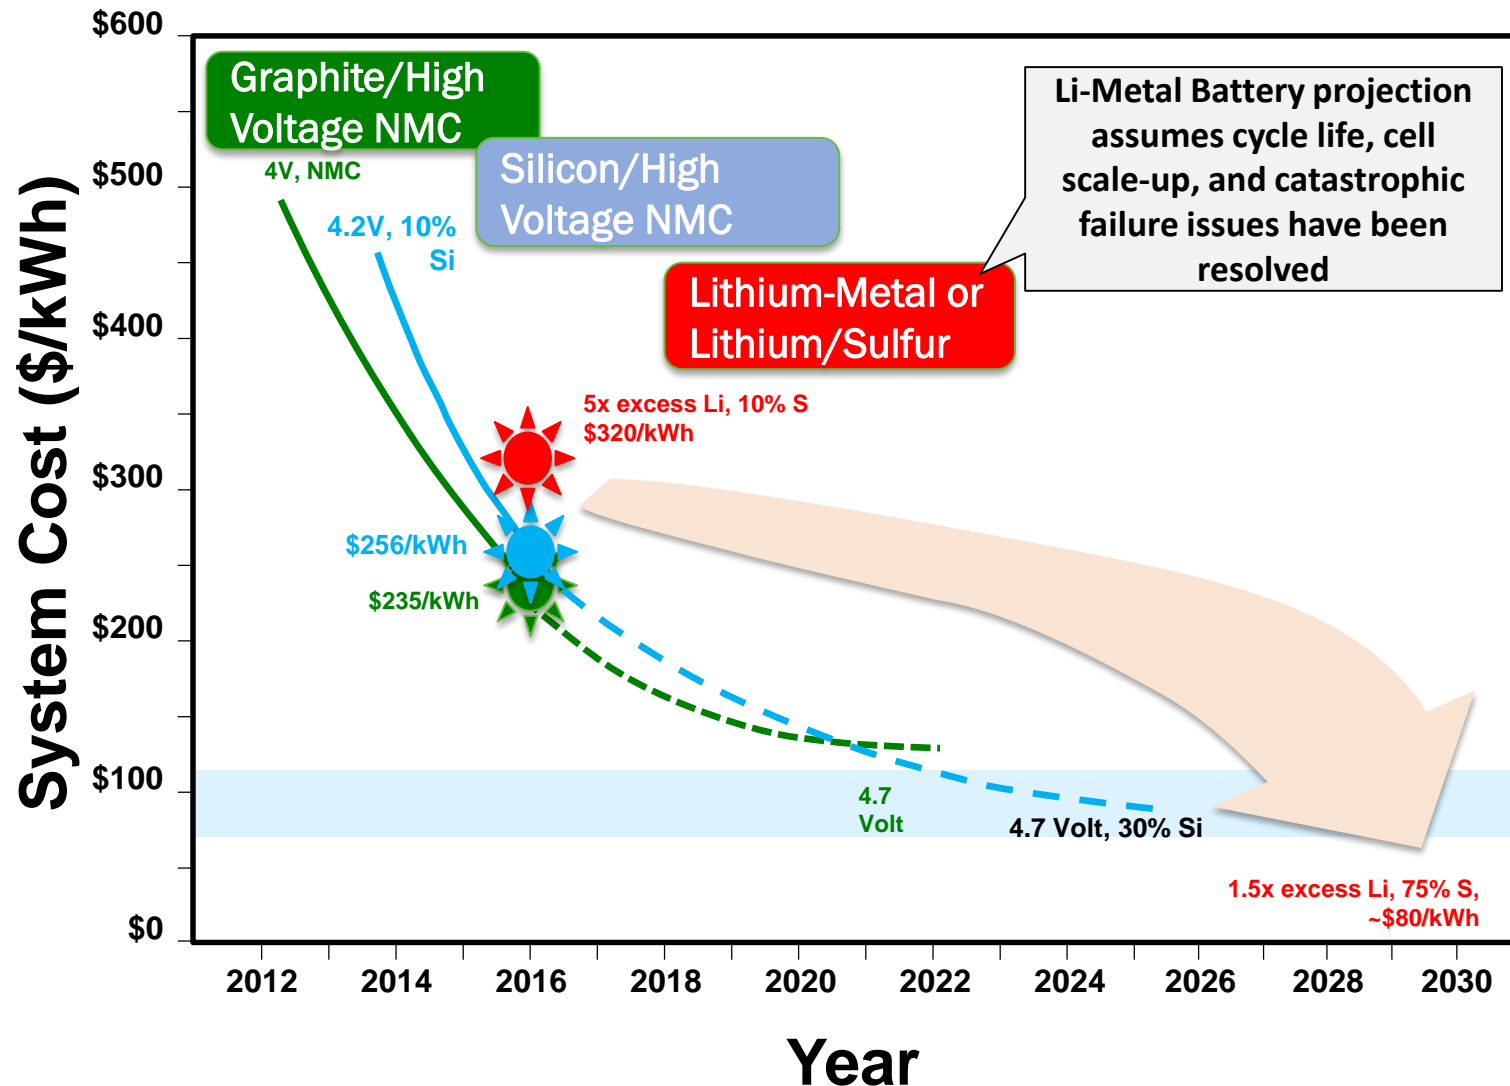 $600
$500
$400
$300
$200
$100
$0
System Cost ($/kWh)
Graphite/High
Voltage NMC
4V, NMC
Silicon/High
Voltage NMC
4.2V, 10%
Si
Lithium-Metal or
Lithium/Sulfur
Li-Metal Battery projection
assumes cycle life, cell
scale-up, and catastrophic
failure issues have been
resolved
5x excess Li, 10% S
$320/kWh
$256/kWh
$235/kWh
4.7
Volt
4.7 Volt, 30% Si
1.5x excess Li, 75% S,
~$80/kWh
2012
2014
2016
2018
2020
2022
2024
2026
2028
2030
Year